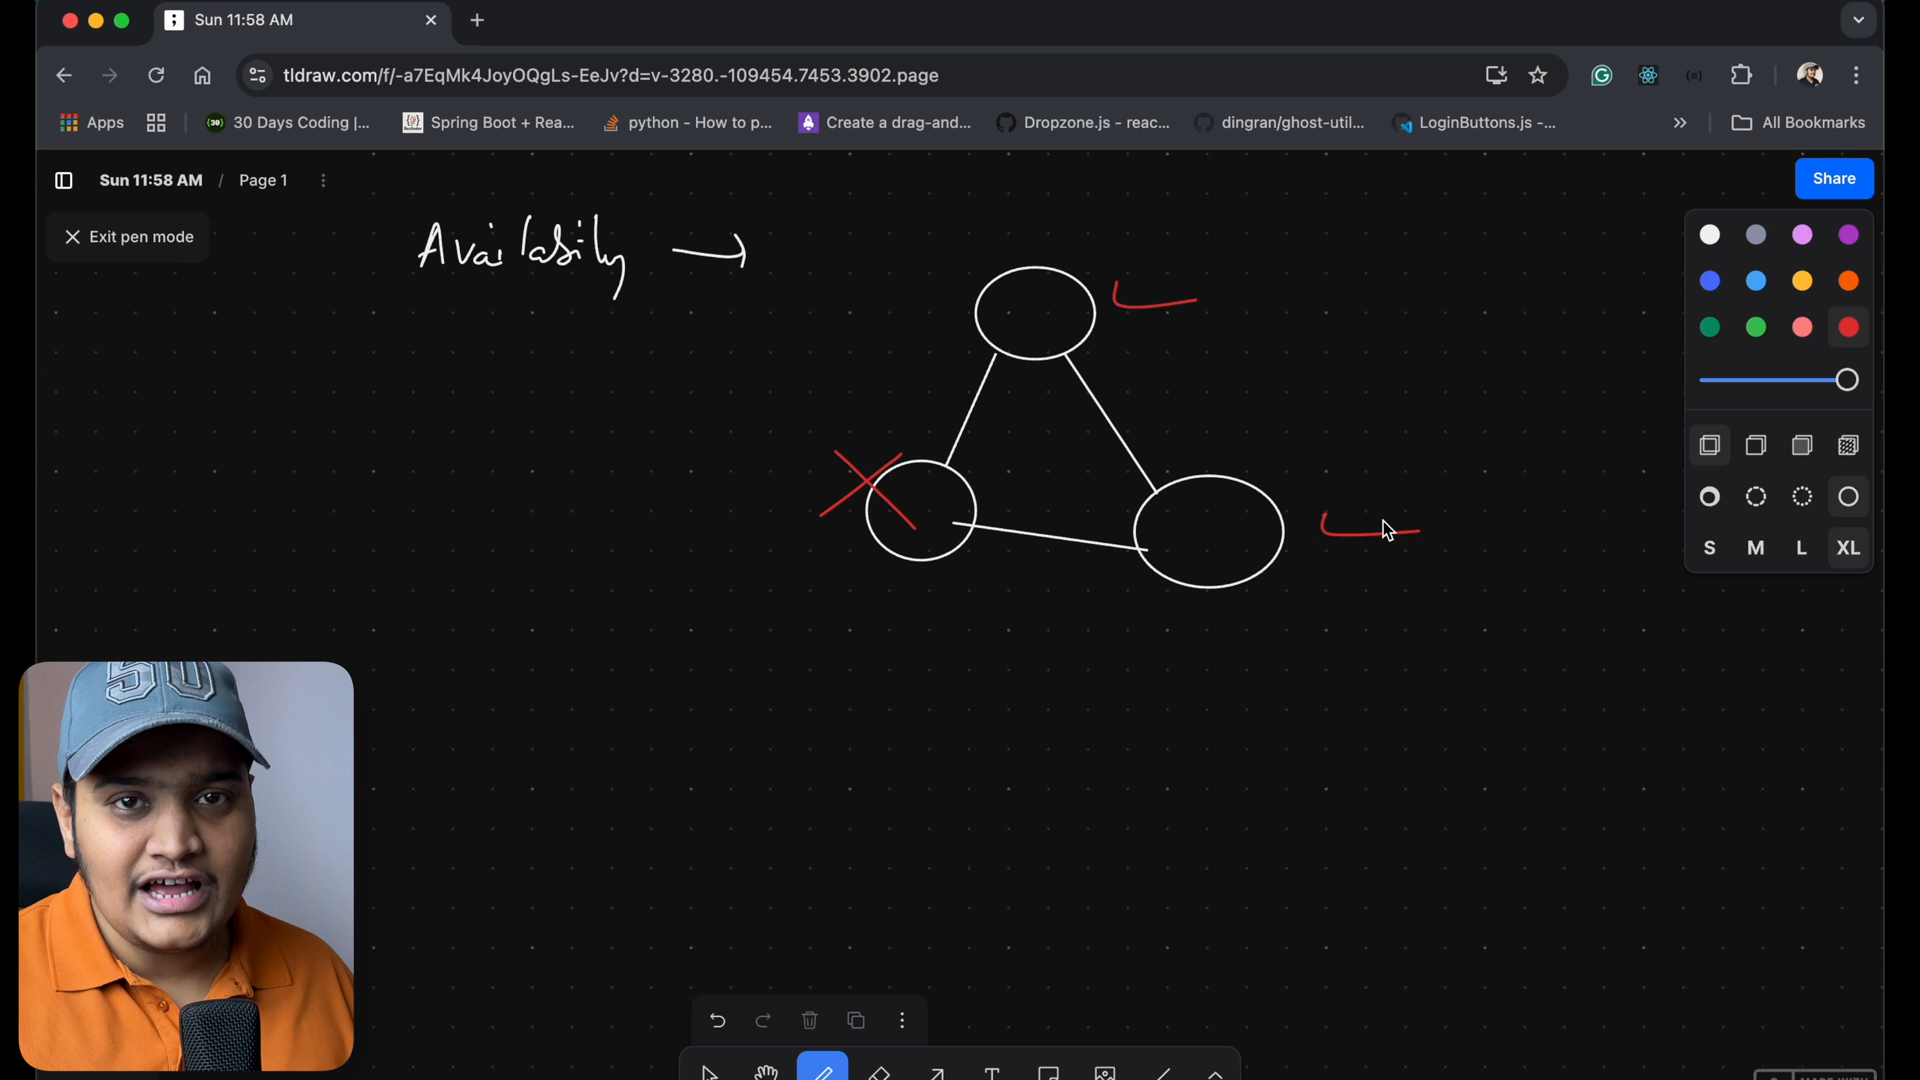 Sun 11:58 AM
tldraw.com/f/-a7EqMk4JoyOQgLs-EeJv?d=v-3280.-109454.7453.3902.page
Apps
30 Days Coding |...
Spring Boot + Rea...
python - How to p...
Create a drag-and...
Dropzone.js - reac...
dingran/ghost-util...
LoginButtons.js -...
All Bookmarks
Sun 11:58 AM / Page 1
Share
Exit pen mode
Availability →
S M L XL
50